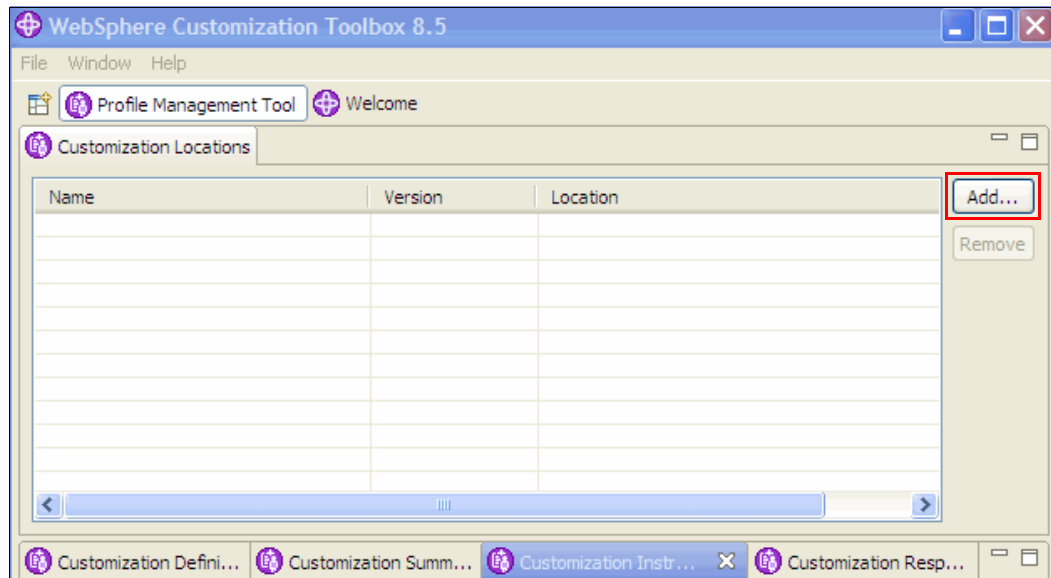 WebSphere Customization Toolbox 8.5
File Window Help
Profile Management Tool Welcome
Customization Locations
Name Version Location Add...
Remove
Customization Defini... Customization Summ... Customization Instr... Customization Resp...